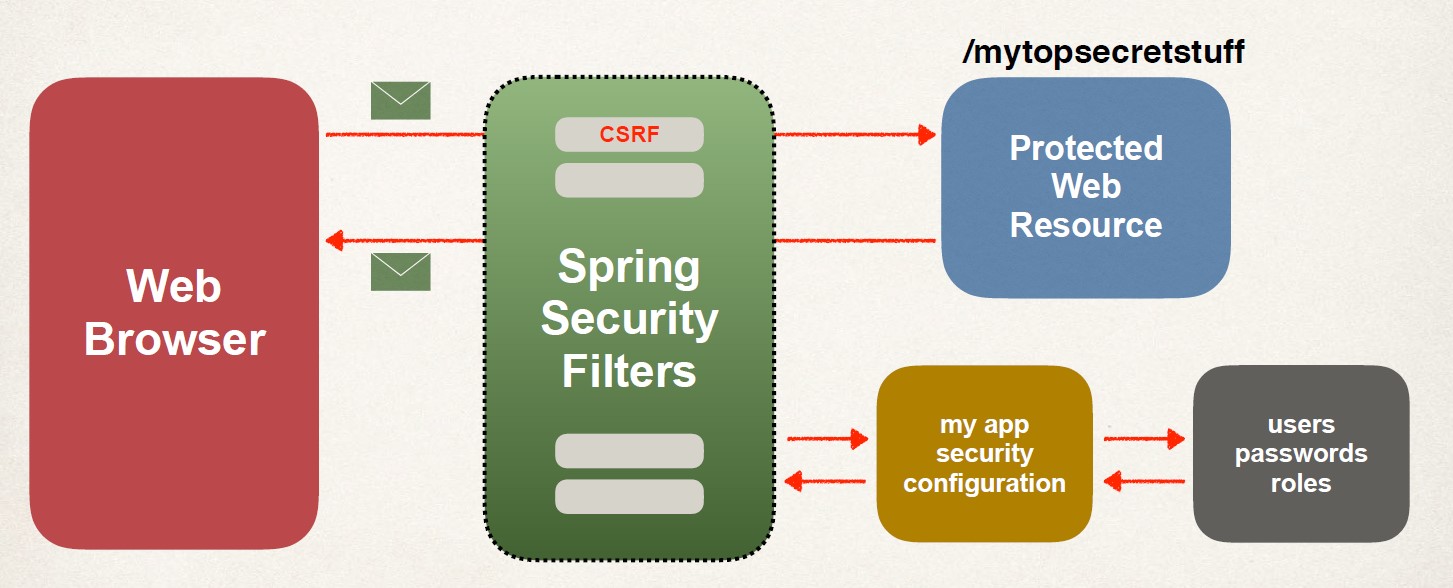 /mytopsecretstuff
CSRF
Protected
Web
Resource
Web
Browser
Spring
Security
Filters
my app
security
configuration
users
passwords
roles